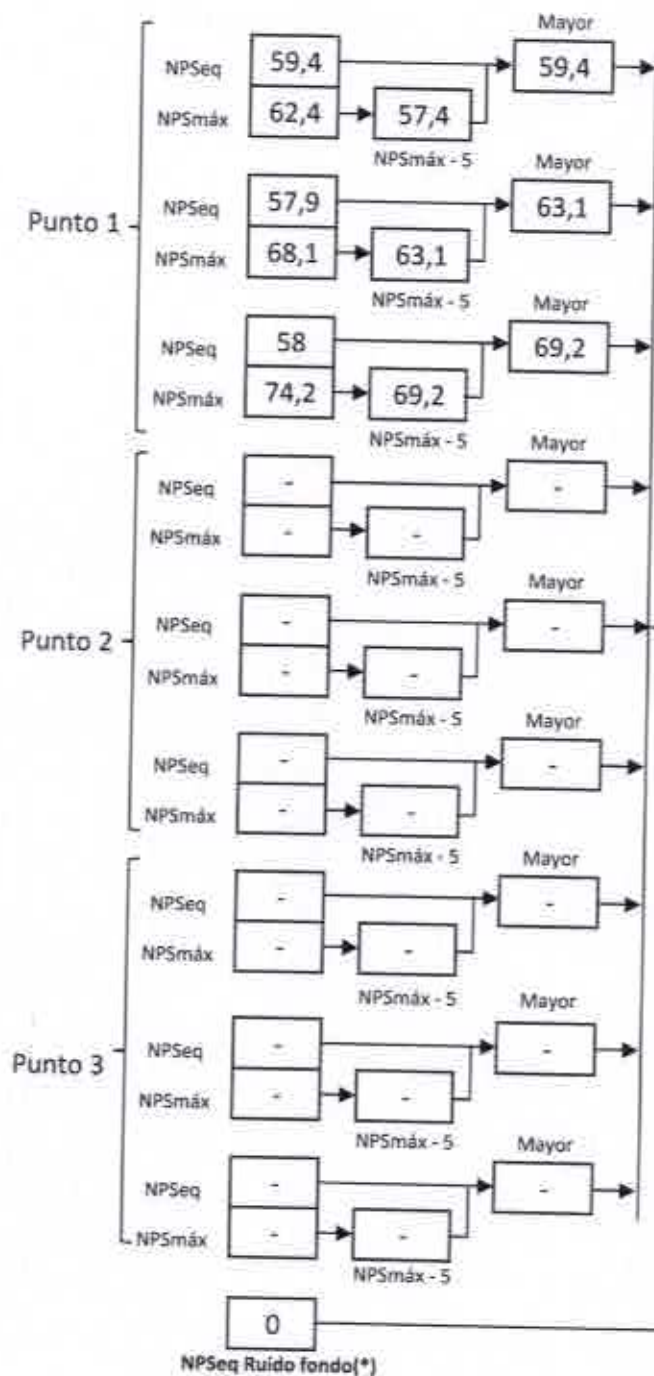 Mayor
NPSeq 59,4 59,4
NPSmáx 62,4 57,4
NPSmáx - 5
Mayor
Punto 1
NPSeq 57,9 63,1
NPSmáx 68,1 63,1
NPSmáx - 5
Mayor
NPSeq 58 69,2
NPSmáx 74,2 69,2
NPSmáx - 5
Mayor
NPSeq - -
NPSmáx - -
NPSmáx - 5
Mayor
Punto 2
NPSeq - -
NPSmáx - -
NPSmáx - 5
Mayor
NPSeq - -
NPSmáx - -
NPSmáx - 5
Mayor
NPSeq - -
NPSmáx - -
NPSmáx - 5
Mayor
Punto 3
NPSeq - -
NPSmáx - -
NPSmáx - 5
Mayor
NPSeq - -
NPSmáx - -
NPSmáx - 5
0
NPSeq Ruido fondo(*)